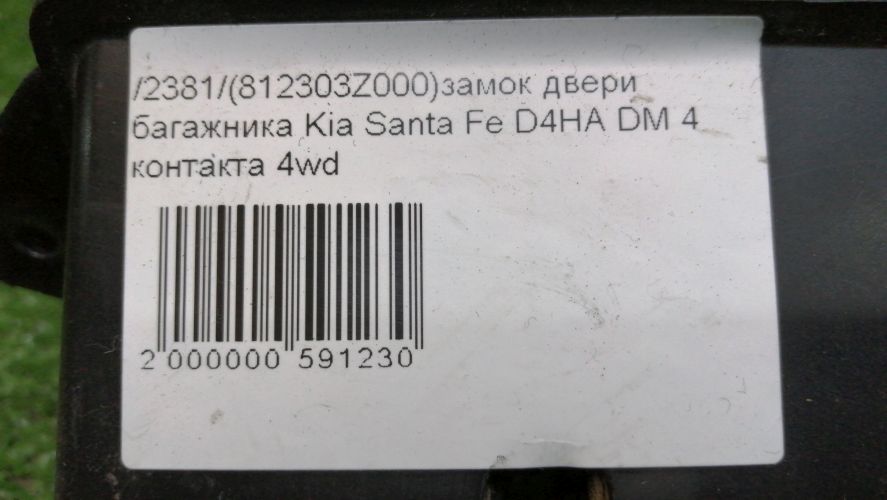 /2381/(812303Z000)замок двери
багажника Kia Santa Fe D4HA DM 4
контакта 4wd
2 000000 591230